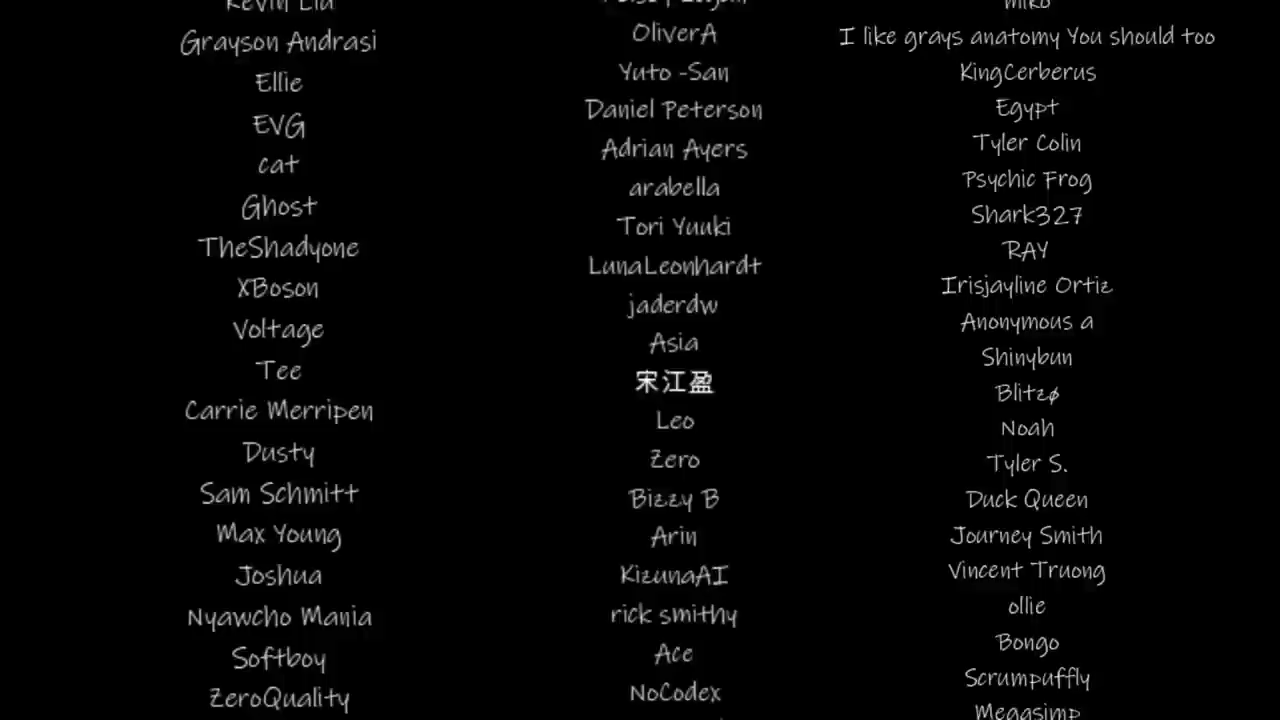 Grayson Andrasi
Ellie
EVG
cat
Ghost
TheShadyone
XBoson
Voltage
Tee
Carrie Merripen
Dusty
Sam Schmitt
Max Young
Joshua
Nyawcho Mania
Softboy
ZeroQuality
OliverA
Yuto -San
Daniel Peterson
Adrian Ayers
arabella
Tori Yuuki
LunaLeonhardt
jaderdw
Asia
宋江盈
Leo
Zero
Bizzy B
Arin
KizunaAI
rick smithy
Ace
NoCodex
miko
I like grays anatomy You should too
KingCerberus
Egypt
Tyler Colin
Psychic Frog
Shark327
RAY
Irisjayline Ortiz
Anonymous a
Shinybun
Blitzø
Noah
Tyler S.
Duck Queen
Journey Smith
Vincent Truong
ollie
Bongo
Scrumpuffly
Megasimp